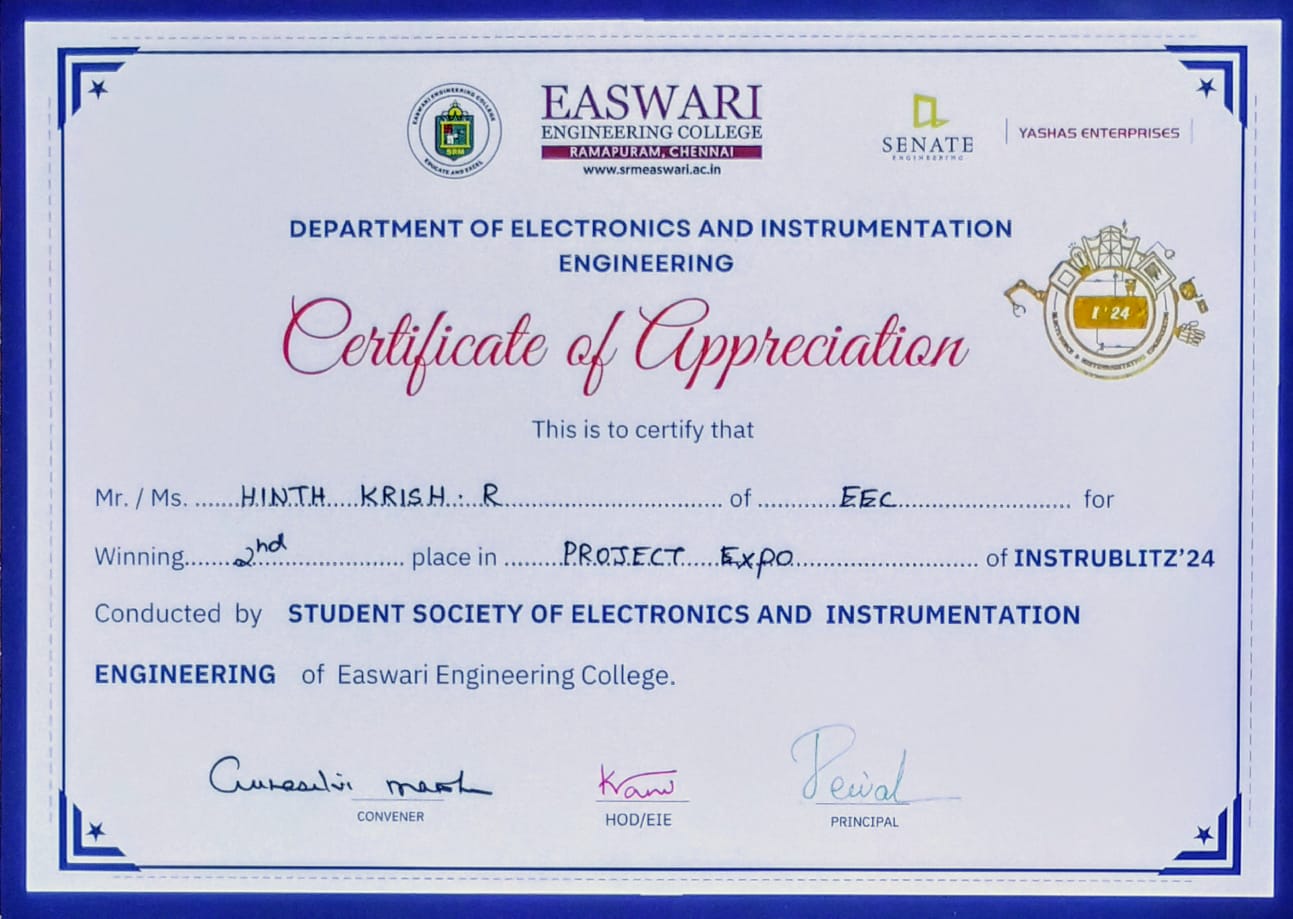 EASWARI ENGINEERING COLLEGE
SRM
EDUCATE AND EXCEL
EASWARI
ENGINEERING COLLEGE
RAMAPURAM, CHENNAI
www.srmeaswari.ac.in
SENATE
ENGINEERING
YASHAS ENTERPRISES
DEPARTMENT OF ELECTRONICS AND INSTRUMENTATION
ENGINEERING
I'24
Certificate of Appreciation
This is to certify that
Mr. / Ms. ......HINTH....KRISH. R............................. of ............EEC........................... for
Winning.......2nd................... place in ........PROJECT....Expo............................. of INSTRUBLITZ'24
Conducted by STUDENT SOCIETY OF ELECTRONICS AND INSTRUMENTATION
ENGINEERING of Easwari Engineering College.
CONVENER
HOD/EIE
PRINCIPAL